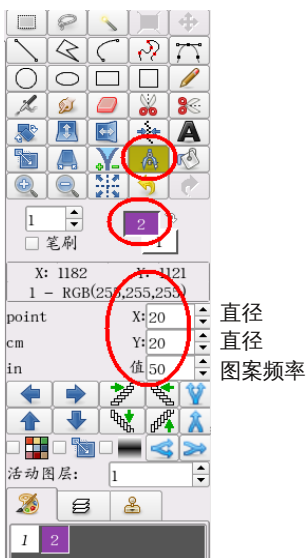 A
1
2
1
笔刷
X: 1182 Y: 1121
1 - RGB(255,255,255)
point X: 20 直径
cm Y: 20 直径
in 值 50 图案频率
活动图层: 1
1 2